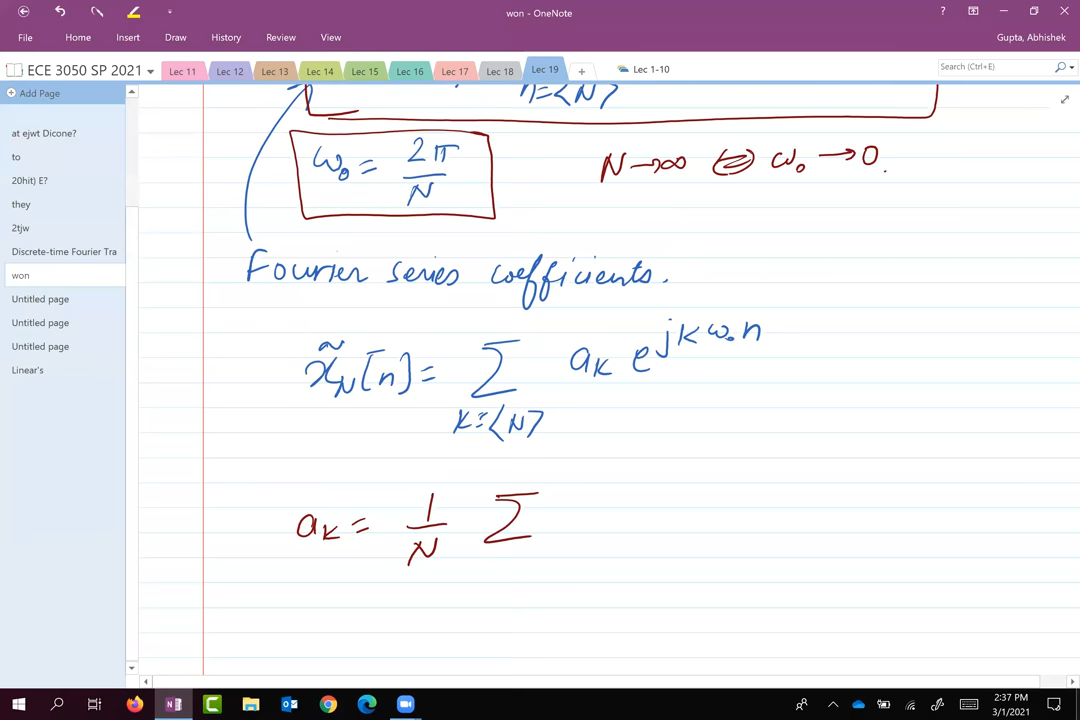 won - OneNote
File Home Insert Draw History Review View
Gupta, Abhishek
ECE 3050 SP 2021
Lec 11 Lec 12 Lec 13 Lec 14 Lec 15 Lec 16 Lec 17 Lec 18 Lec 19 + Lec 1-10
Search (Ctrl+E)
Add Page
at ejwt Dicone?
to
20hit) E?
they
2tjw
Discrete-time Fourier Tra
won
Untitled page
Untitled page
Untitled page
Linear's
n=⟨N⟩
ω₀ = 2π/N
N→∞ ⇔ ω₀→0.
Fourier series coefficients.
x̃_N[n] = Σ_{k=⟨N⟩} a_k e^{jkω₀n}
a_k = 1/N Σ
2:37 PM
3/1/2021